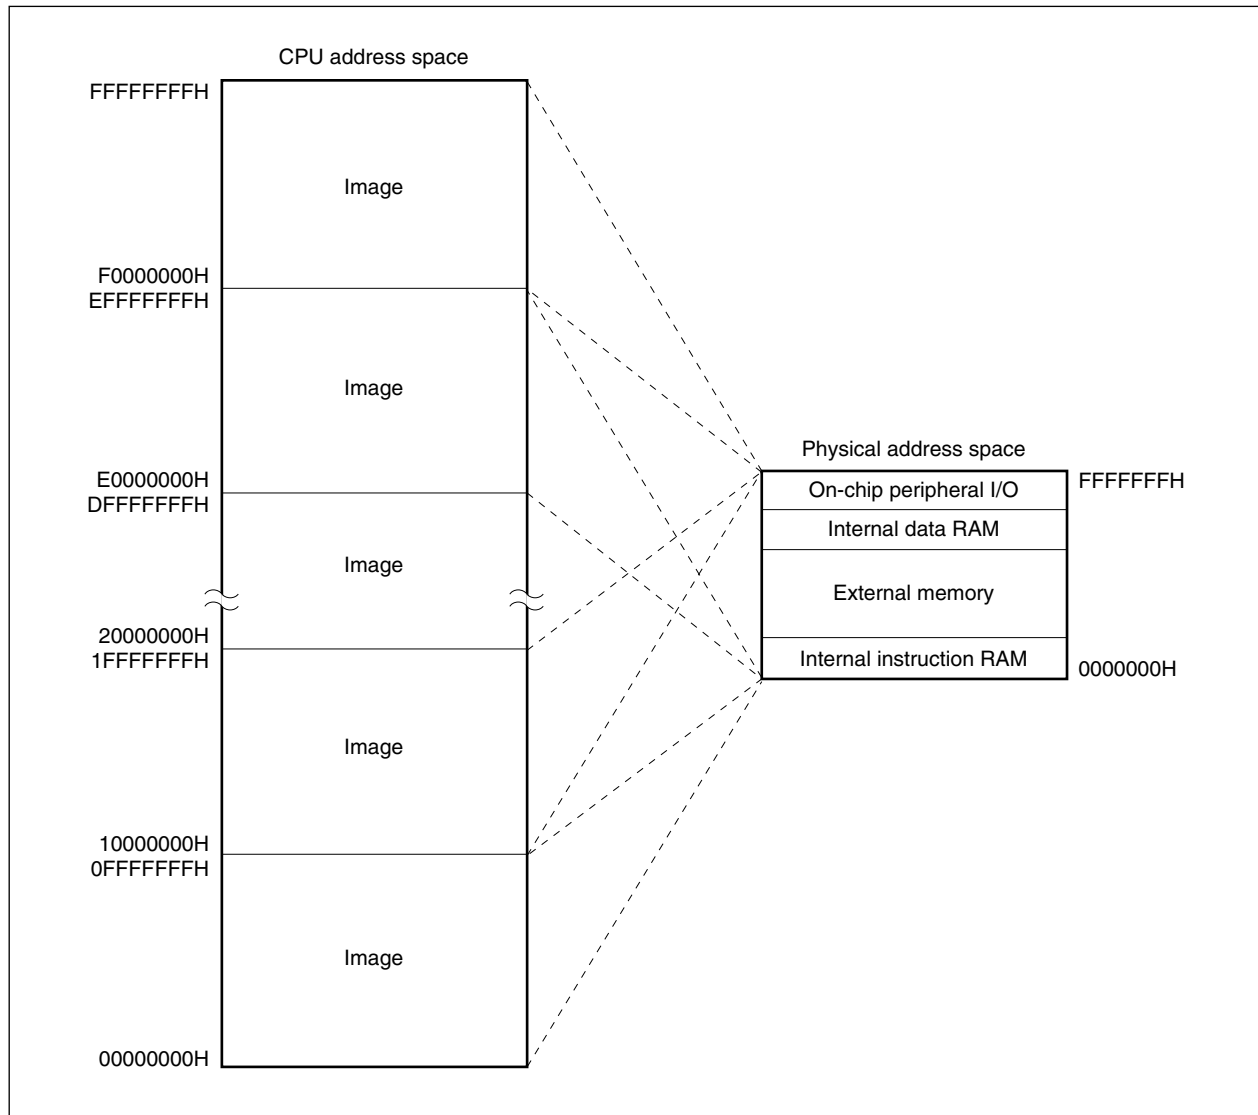 CPU address space
FFFFFFFFH
Image
F0000000H
EFFFFFFFH
Image
E0000000H
DFFFFFFFH
Image
20000000H
1FFFFFFFH
Image
10000000H
0FFFFFFFH
Image
00000000H
Physical address space
On-chip peripheral I/O
FFFFFFFH
Internal data RAM
External memory
Internal instruction RAM
0000000H